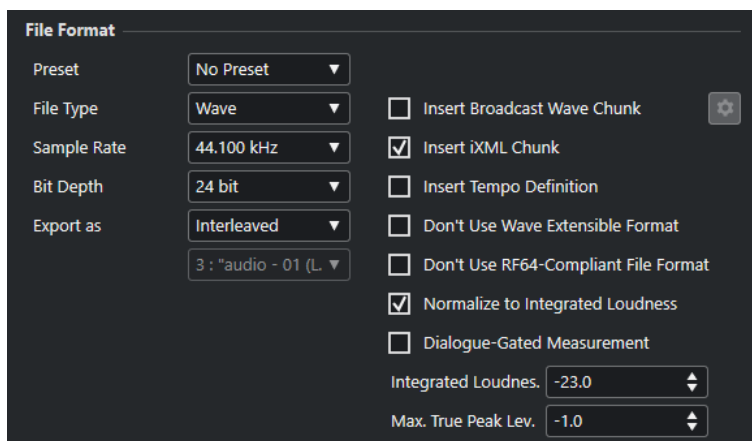 File Format
Preset No Preset
File Type Wave Insert Broadcast Wave Chunk
Sample Rate 44.100 kHz Insert iXML Chunk
Bit Depth 24 bit Insert Tempo Definition
Export as Interleaved Don't Use Wave Extensible Format
3 : "audio - 01 (L. Don't Use RF64-Compliant File Format
Normalize to Integrated Loudness
Dialogue-Gated Measurement
Integrated Loudnes. -23.0
Max. True Peak Lev. -1.0